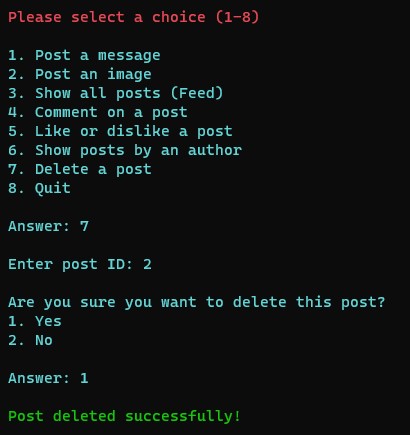 Please select a choice (1-8)
1. Post a message
2. Post an image
3. Show all posts (Feed)
4. Comment on a post
5. Like or dislike a post
6. Show posts by an author
7. Delete a post
8. Quit
Answer: 7
Enter post ID: 2
Are you sure you want to delete this post?
1. Yes
2. No
Answer: 1
Post deleted successfully!